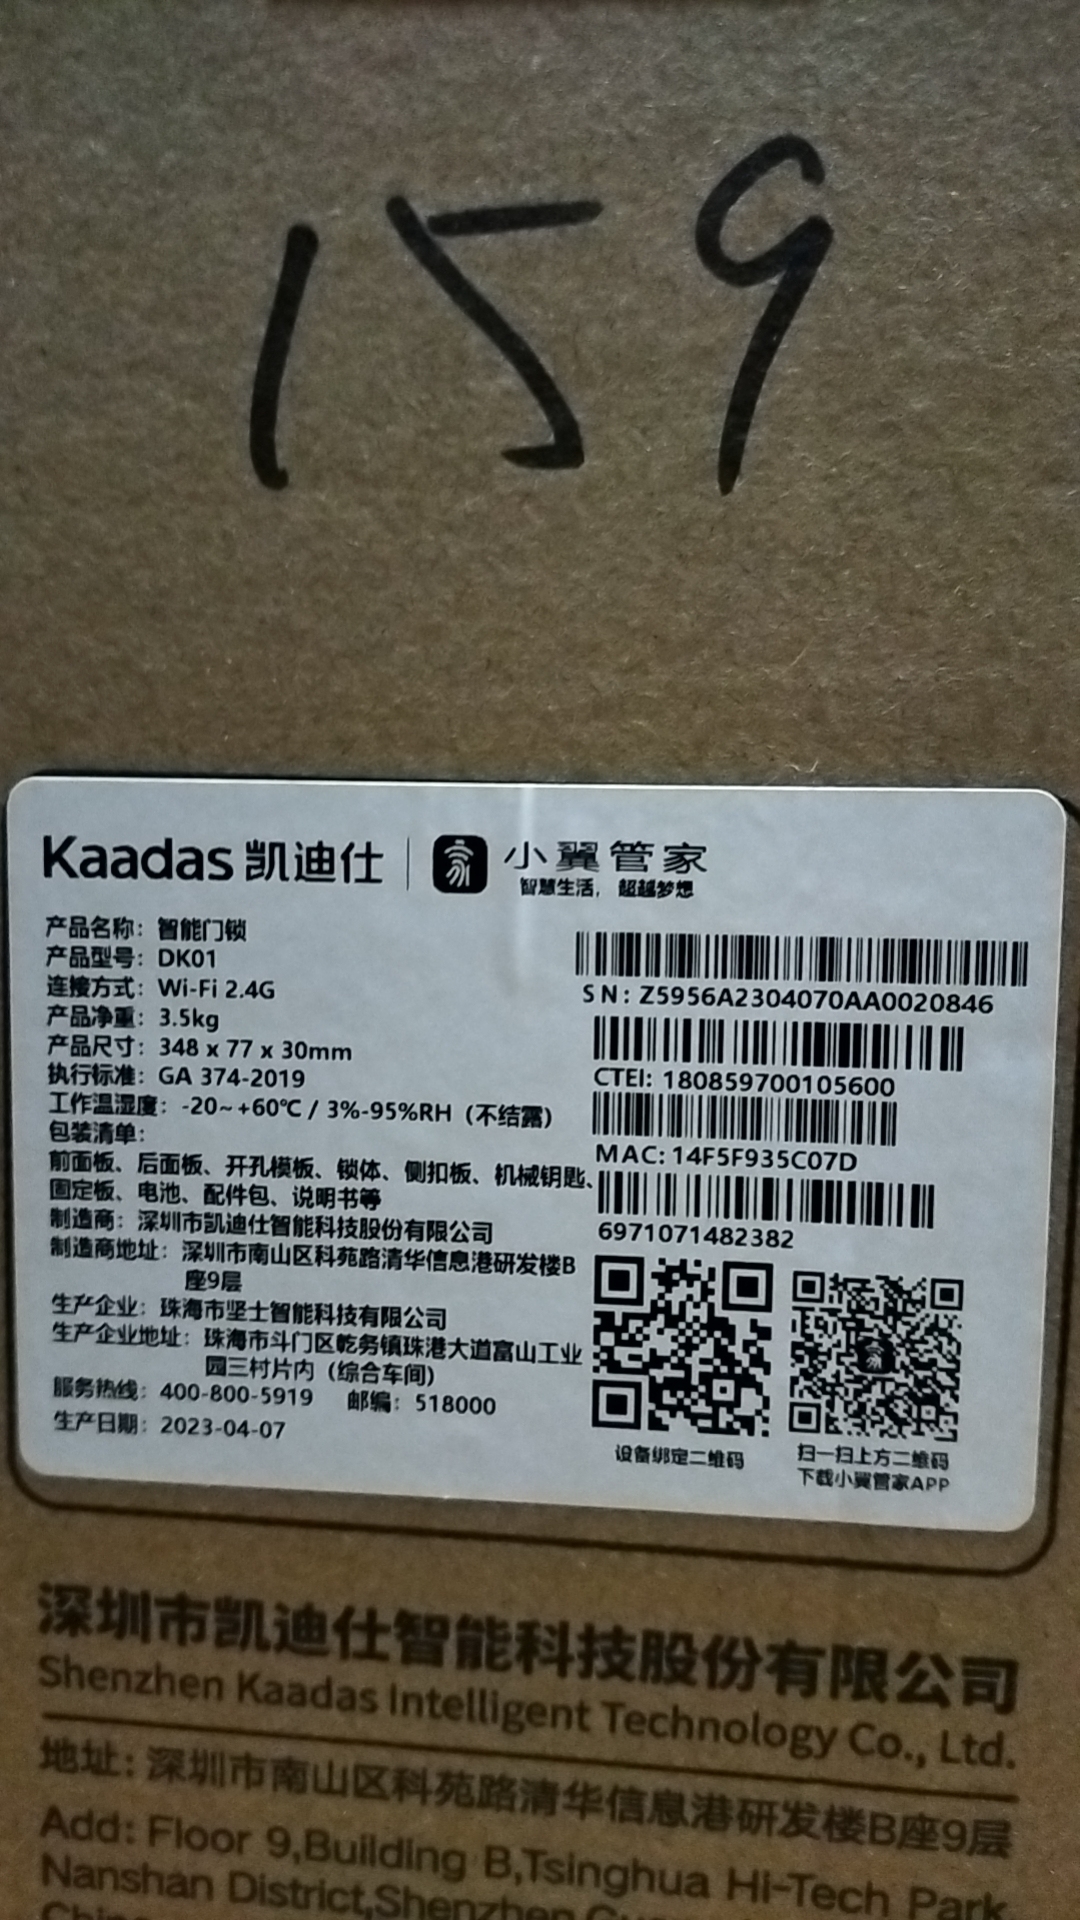 159
Kaadas 凯迪仕 小翼管家
智慧生活，超越梦想
产品名称：智能门锁
产品型号：DK01
连接方式：Wi-Fi 2.4G
产品净重：3.5kg
产品尺寸：348 x 77 x 30mm
执行标准：GA 374-2019
工作温湿度：-20~+60℃ / 3%-95%RH（不结露）
包装清单：
前面板、后面板、开孔模板、锁体、侧扣板、机械钥匙、
固定板、电池、配件包、说明书等
制造商：深圳市凯迪仕智能科技股份有限公司
制造商地址：深圳市南山区科苑路清华信息港研发楼B
座9层
生产企业：珠海市坚士智能科技有限公司
生产企业地址：珠海市斗门区乾务镇珠港大道富山工业
园三村片内（综合车间）
服务热线：400-800-5919 邮编：518000
生产日期：2023-04-07
SN: Z5956A2304070AA0020846
CTEI: 180859700105600
MAC: 14F5F935C07D
6971071482382
设备绑定二维码
扫一扫上方二维码
下载小翼管家APP
深圳市凯迪仕智能科技股份有限公司
Shenzhen Kaadas Intelligent Technology Co., Ltd.
地址：深圳市南山区科苑路清华信息港研发楼B座9层
Add: Floor 9,Building B,Tsinghua Hi-Tech Park,
Nanshan District,Shenzhen